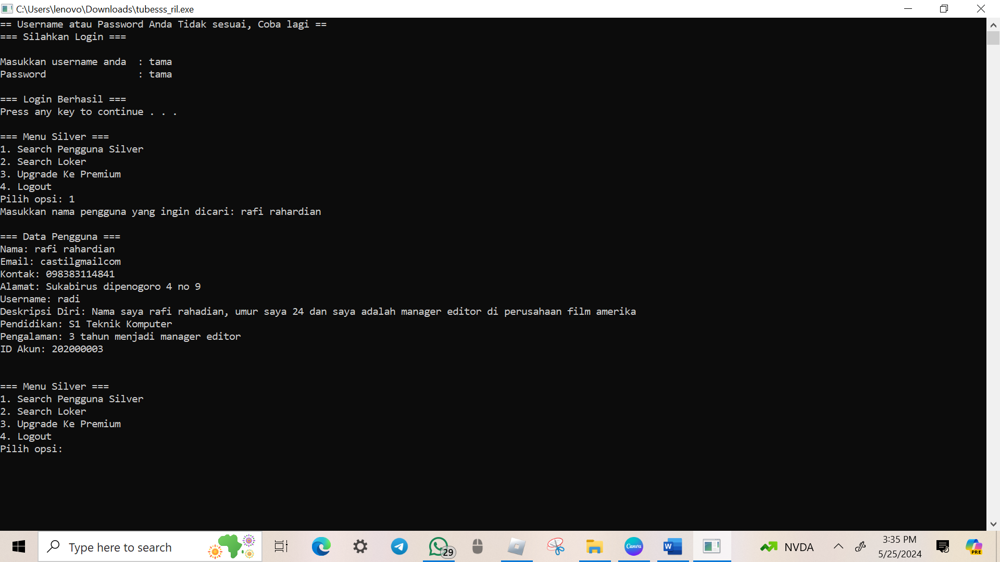 C:\Users\lenovo\Downloads\tubesss_ril.exe
== Username atau Password Anda Tidak sesuai, Coba lagi ==
=== Silahkan Login ===
Masukkan username anda  : tama
Password                : tama
=== Login Berhasil ===
Press any key to continue . . .
=== Menu Silver ===
1. Search Pengguna Silver
2. Search Loker
3. Upgrade Ke Premium
4. Logout
Pilih opsi: 1
Masukkan nama pengguna yang ingin dicari: rafi rahardian
=== Data Pengguna ===
Nama: rafi rahardian
Email: castilgmailcom
Kontak: 098383114841
Alamat: Sukabirus dipenogoro 4 no 9
Username: radi
Deskripsi Diri: Nama saya rafi rahadian, umur saya 24 dan saya adalah manager editor di perusahaan film amerika
Pendidikan: S1 Teknik Komputer
Pengalaman: 3 tahun menjadi manager editor
ID Akun: 202000003
=== Menu Silver ===
1. Search Pengguna Silver
2. Search Loker
3. Upgrade Ke Premium
4. Logout
Pilih opsi:
Type here to search
29
Canva
W
NVDA
3:35 PM
5/25/2024
PRE